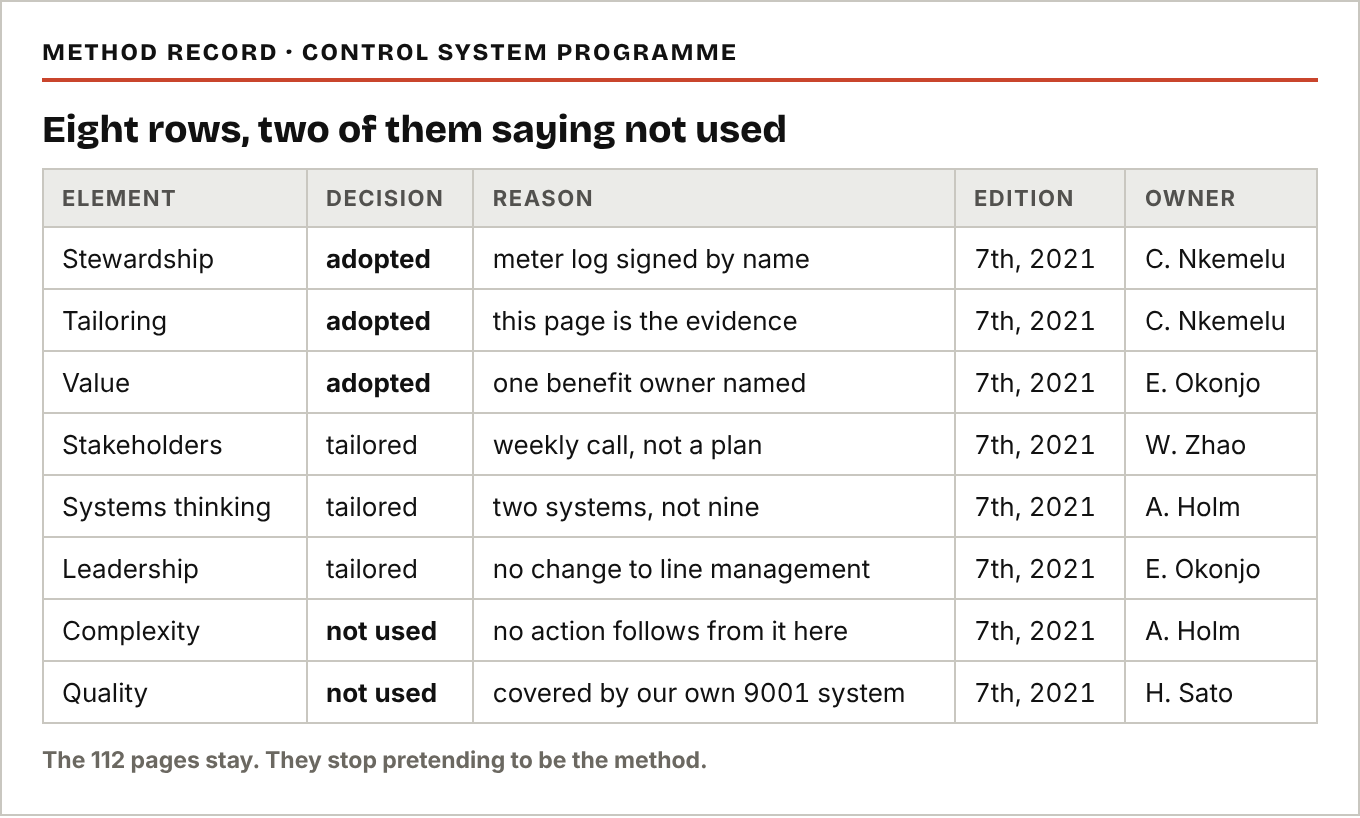 METHOD RECORD · CONTROL SYSTEM PROGRAMME
Eight rows, two of them saying not used
ELEMENT DECISION REASON EDITION OWNER
Stewardship adopted meter log signed by name 7th, 2021 C. Nkemelu
Tailoring adopted this page is the evidence 7th, 2021 C. Nkemelu
Value adopted one benefit owner named 7th, 2021 E. Okonjo
Stakeholders tailored weekly call, not a plan 7th, 2021 W. Zhao
Systems thinking tailored two systems, not nine 7th, 2021 A. Holm
Leadership tailored no change to line management 7th, 2021 E. Okonjo
Complexity not used no action follows from it here 7th, 2021 A. Holm
Quality not used covered by our own 9001 system 7th, 2021 H. Sato
The 112 pages stay. They stop pretending to be the method.